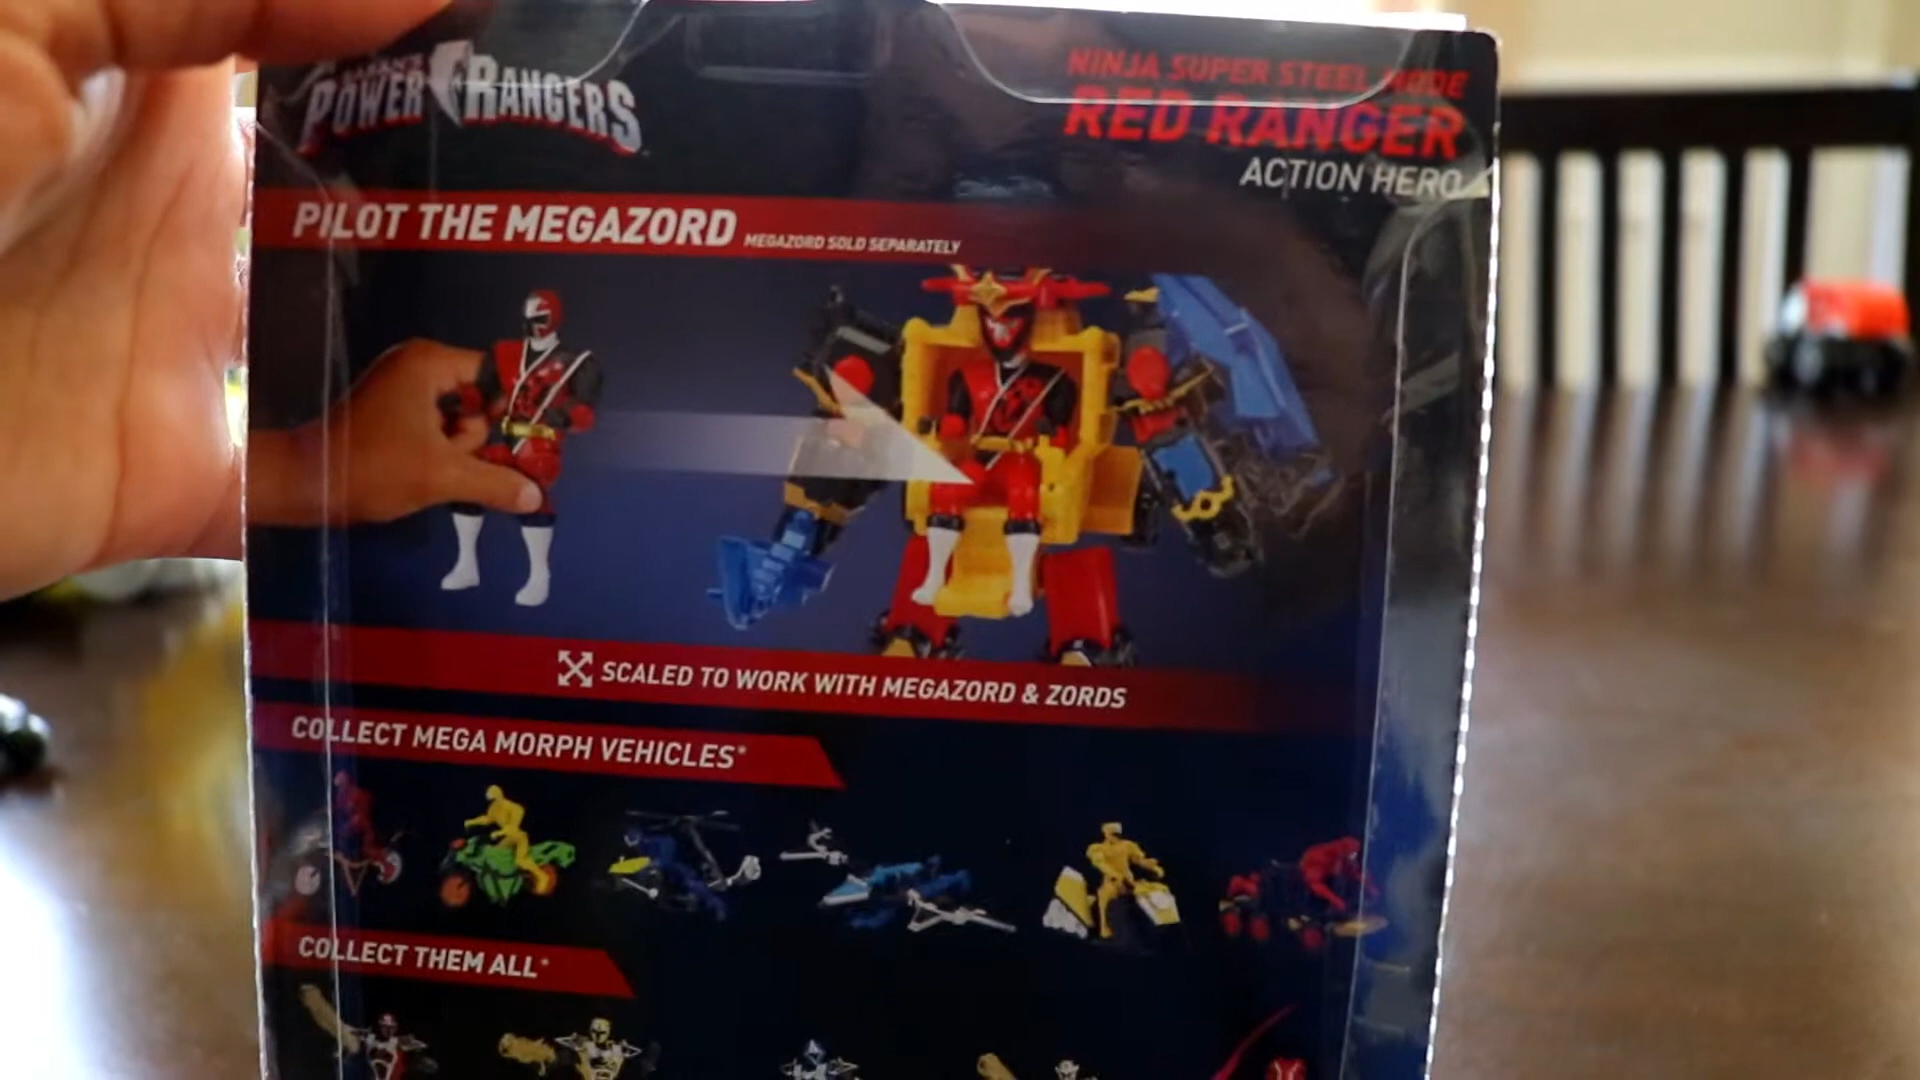 POWER RANGERS
NINJA SUPER STEEL MODE
RED RANGER
ACTION HERO
PILOT THE MEGAZORD MEGAZORD SOLD SEPARATELY
SCALED TO WORK WITH MEGAZORD & ZORDS
COLLECT MEGA MORPH VEHICLES*
COLLECT THEM ALL*